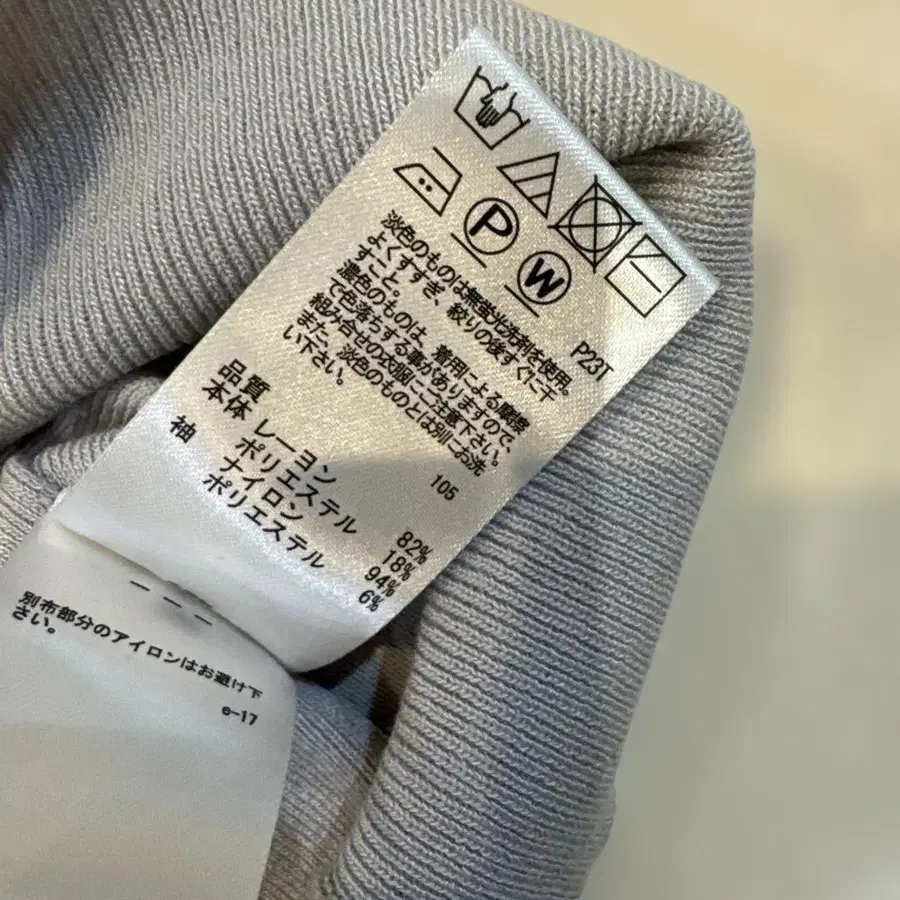 P
W
P23T
淡色のものは無蛍光洗剤を使用。
よくすすぎ、絞りの後すぐに干
すこと。
濃色のものは、着用による摩擦
で色落ちする事がありますので、
組み合せの衣服にご注意下さい。
また、淡色のものとは別にお洗
い下さい。
105
品質
本体 レーヨン 82%
ポリエステル 18%
袖 ナイロン 94%
ポリエステル 6%
別布部分のアイロンはお避け下
さい。
e-17